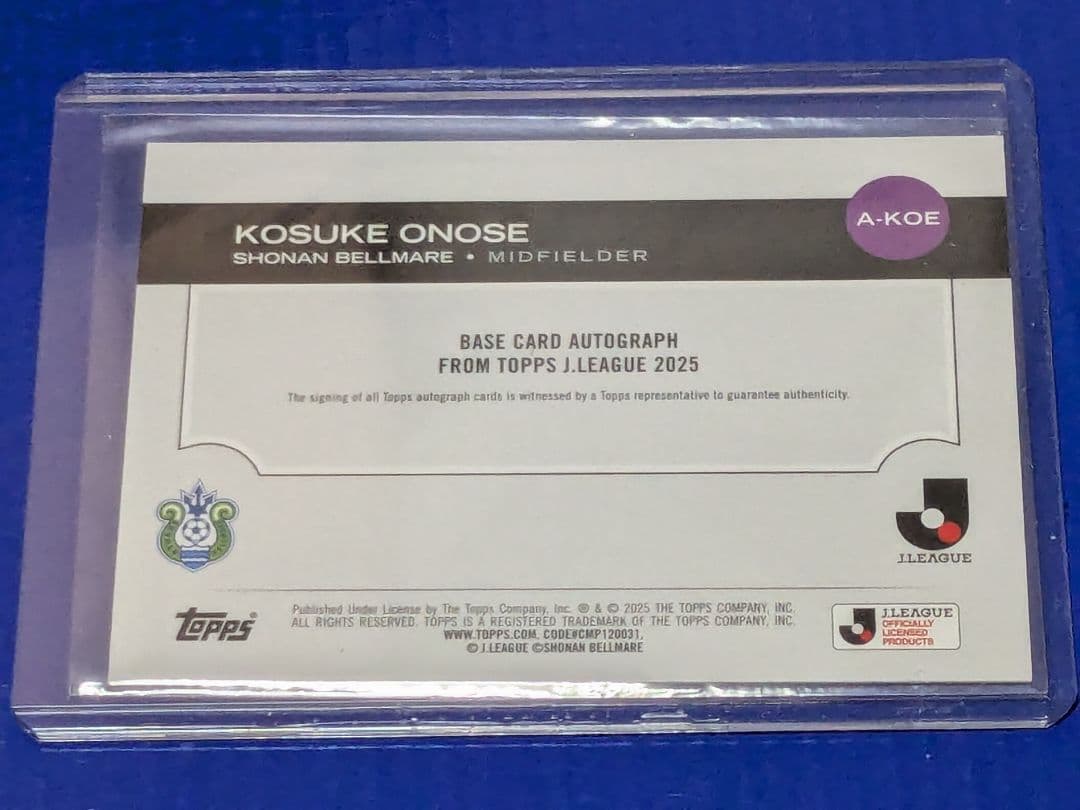 KOSUKE ONOSE
SHONAN BELLMARE • MIDFIELDER
A-KOE
BASE CARD AUTOGRAPH
FROM TOPPS J.LEAGUE 2025
The signing of all Topps autograph cards is witnessed by a Topps representative to guarantee authenticity.
J.LEAGUE
topps®
Published Under License by The Topps Company, Inc. ® & © 2025 THE TOPPS COMPANY, INC.
ALL RIGHTS RESERVED. TOPPS IS A REGISTERED TRADEMARK OF THE TOPPS COMPANY, INC.
WWW.TOPPS.COM. CODE#CMP120031,
© J.LEAGUE ©SHONAN BELLMARE
J.LEAGUE
OFFICIALLY
LICENSED
PRODUCTS